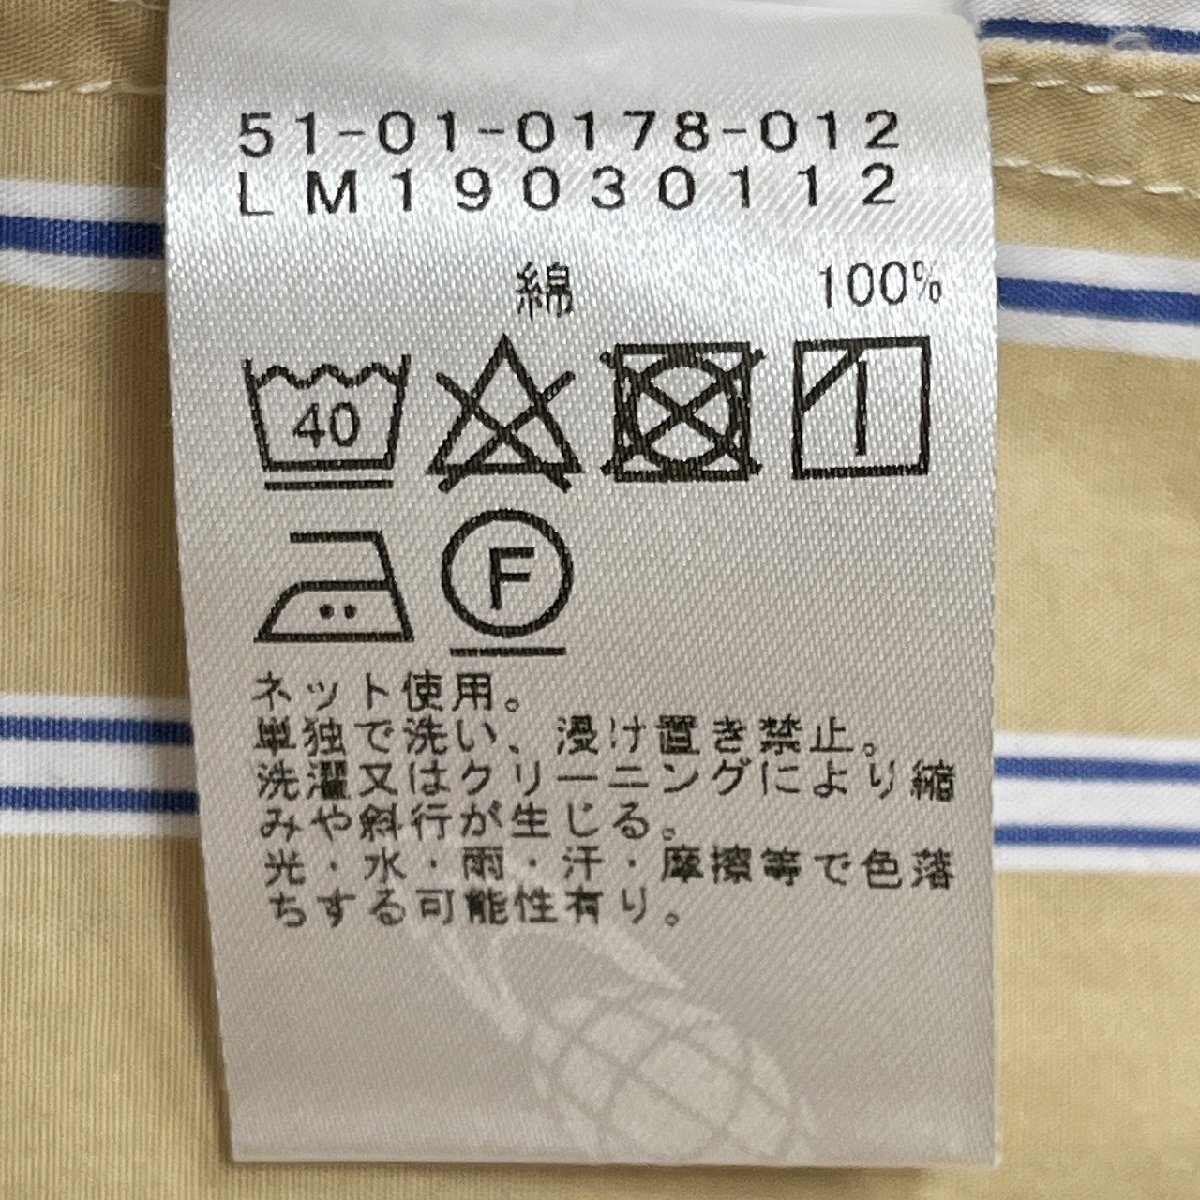 51-01-0178-012
LM19030112
綿 100%
40
F
ネット使用。
単独で洗い、浸け置き禁止。
洗濯又はクリーニングにより縮
みや斜行が生じる。
光・水・雨・汗・摩擦等で色落
ちする可能性有り。